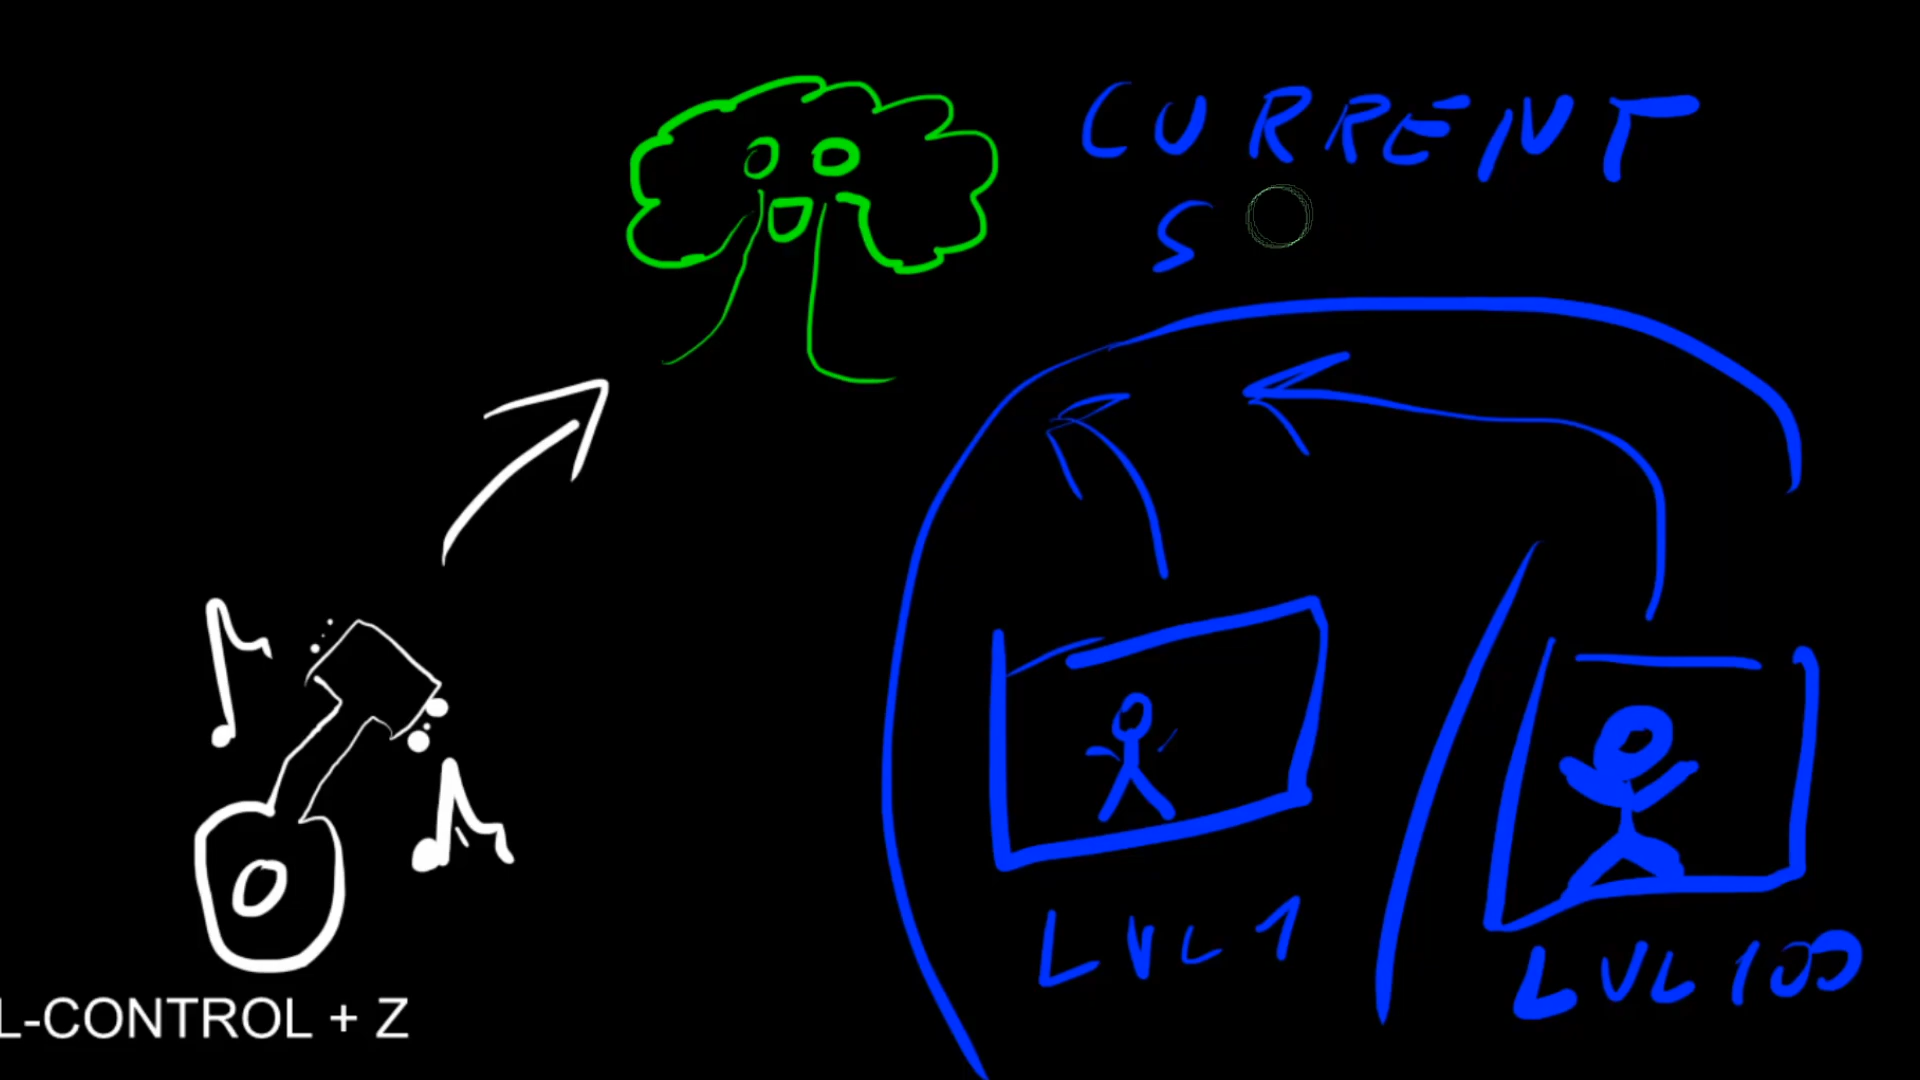 CURRENT
S
LVL 1
LVL 100
L-CONTROL + Z